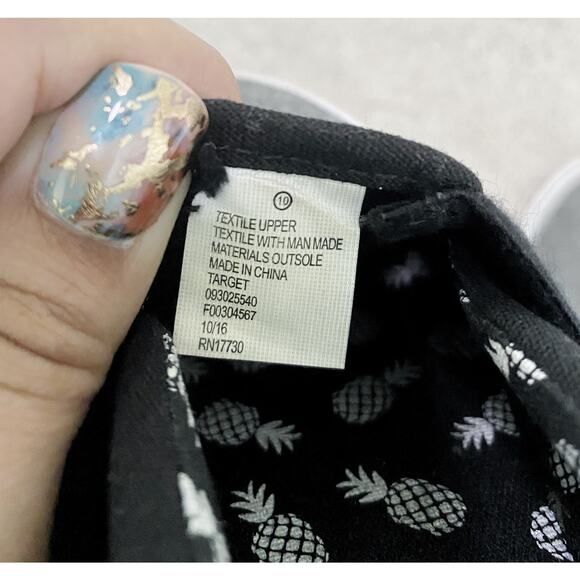 10
TEXTILE UPPER
TEXTILE WITH MAN MADE
MATERIALS OUTSOLE
MADE IN CHINA
TARGET
093025540
F00304567
10/16
RN17730